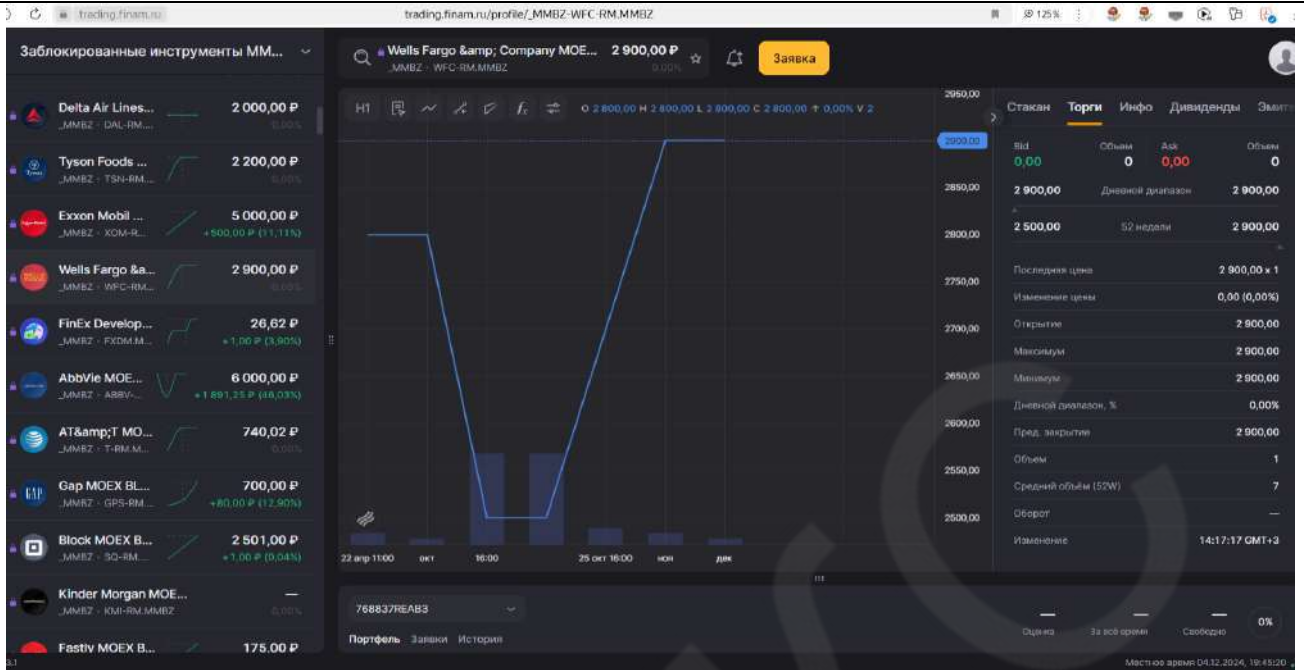 trading.finam.ru
trading.finam.ru/profile/_MMBZ-WFC-RM.MMBZ
125%
Заблокированные инструменты MM...
Wells Fargo &amp; Company MOE...
2 900,00 ₽
_MMBZ · WFC-RM.MMBZ
0,00%
Заявка
Delta Air Lines...
2 000,00 ₽
_MMBZ · DAL-RM....
0,00%
Tyson Foods ...
2 200,00 ₽
_MMBZ · TSN-RM....
0,00%
Exxon Mobil ...
5 000,00 ₽
_MMBZ · XOM-R...
+500,00 ₽ (11,11%)
Wells Fargo &a...
2 900,00 ₽
_MMBZ · WFC-RM....
0,00%
FinEx Develop...
26,62 ₽
_MMBZ · FXDM.M...
+1,00 ₽ (3,90%)
AbbVie MOE...
6 000,00 ₽
_MMBZ · ABBV-...
+1 891,25 ₽ (46,03%)
AT&amp;T MO...
740,02 ₽
_MMBZ · T-RM.M...
0,00%
Gap MOEX BL...
700,00 ₽
_MMBZ · GPS-RM....
+80,00 ₽ (12,90%)
Block MOEX B...
2 501,00 ₽
_MMBZ · SQ-RM....
+1,00 ₽ (0,04%)
Kinder Morgan MOE...
—
_MMBZ · KMI-RM.MMBZ
0,00%
Fastly MOEX B...
175,00 ₽
H1
O 2 800,00 H 2 800,00 L 2 800,00 C 2 800,00 ↑ 0,00% V 2
2950,00
2900,00
2850,00
2800,00
2750,00
2700,00
2650,00
2600,00
2550,00
2500,00
22 апр 11:00
окт
16:00
25 окт 16:00
ноя
дек
768837REAB3
Портфель Заявки История
Стакан Торги Инфо Дивиденды Эмит
Bid Объем Ask Объем
0,00 0 0,00 0
2 900,00 Дневной диапазон 2 900,00
2 500,00 52 недели 2 900,00
Последняя цена 2 900,00 x 1
Изменение цены 0,00 (0,00%)
Открытие 2 900,00
Максимум 2 900,00
Минимум 2 900,00
Дневной диапазон, % 0,00%
Пред. закрытие 2 900,00
Объем 1
Средний объём (52W) 7
Оборот —
Изменение 14:17:17 GMT+3
— — — 0%
Оценка За всё время Свободно
Местное время 04.12.2024, 19:45:20